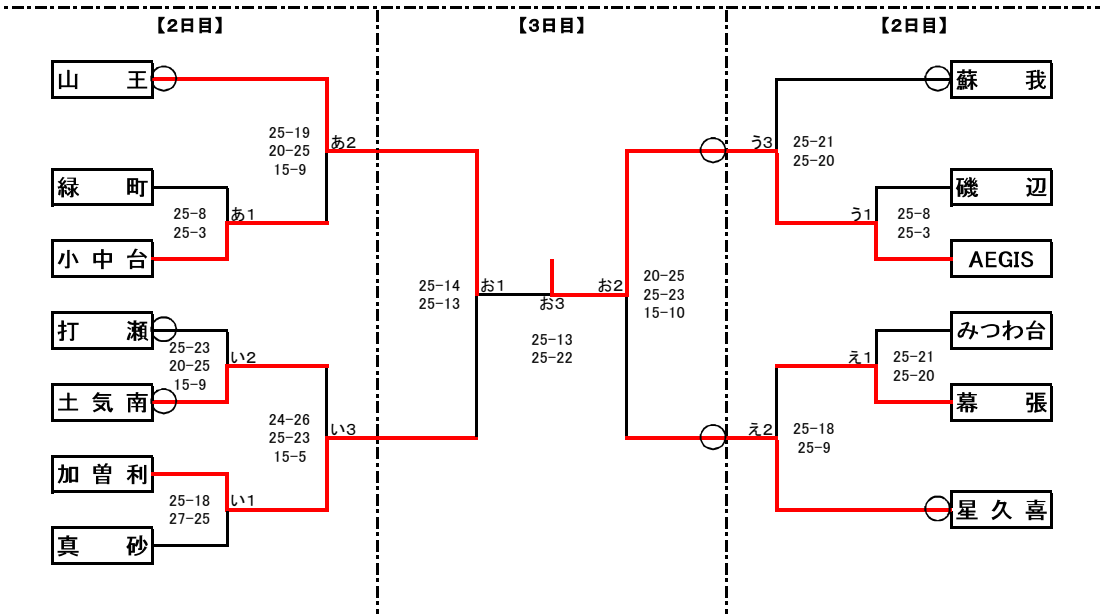 【2日目】
【3日目】
【2日目】
山 王
緑 町
小 中 台
打 瀬
土 気 南
加 曽 利
真 砂
25-19
20-25
15-9
あ2
25-8
25-3
あ1
25-23
20-25
15-9
い2
24-26
25-23
15-5
い3
25-18
27-25
い1
25-14
25-13
お1
お3
25-13
25-22
お2
20-25
25-23
15-10
う3
25-21
25-20
う1
25-8
25-3
え1
25-21
25-20
え2
25-18
25-9
蘇 我
磯 辺
AEGIS
みつわ台
幕 張
星 久 喜